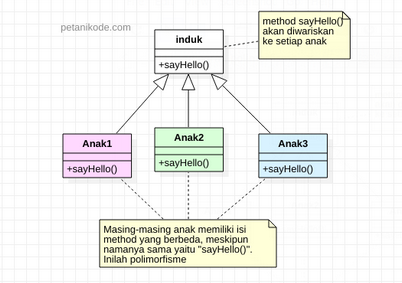 petanikode.com
induk
+sayHello()
method sayHello()
akan diwariskan
ke setiap anak
Anak1
+sayHello()
Anak2
+sayHello()
Anak3
+sayHello()
Masing-masing anak memiliki isi
method yang berbeda, meskipun
namanya sama yaitu "sayHello()".
Inilah polimorfisme